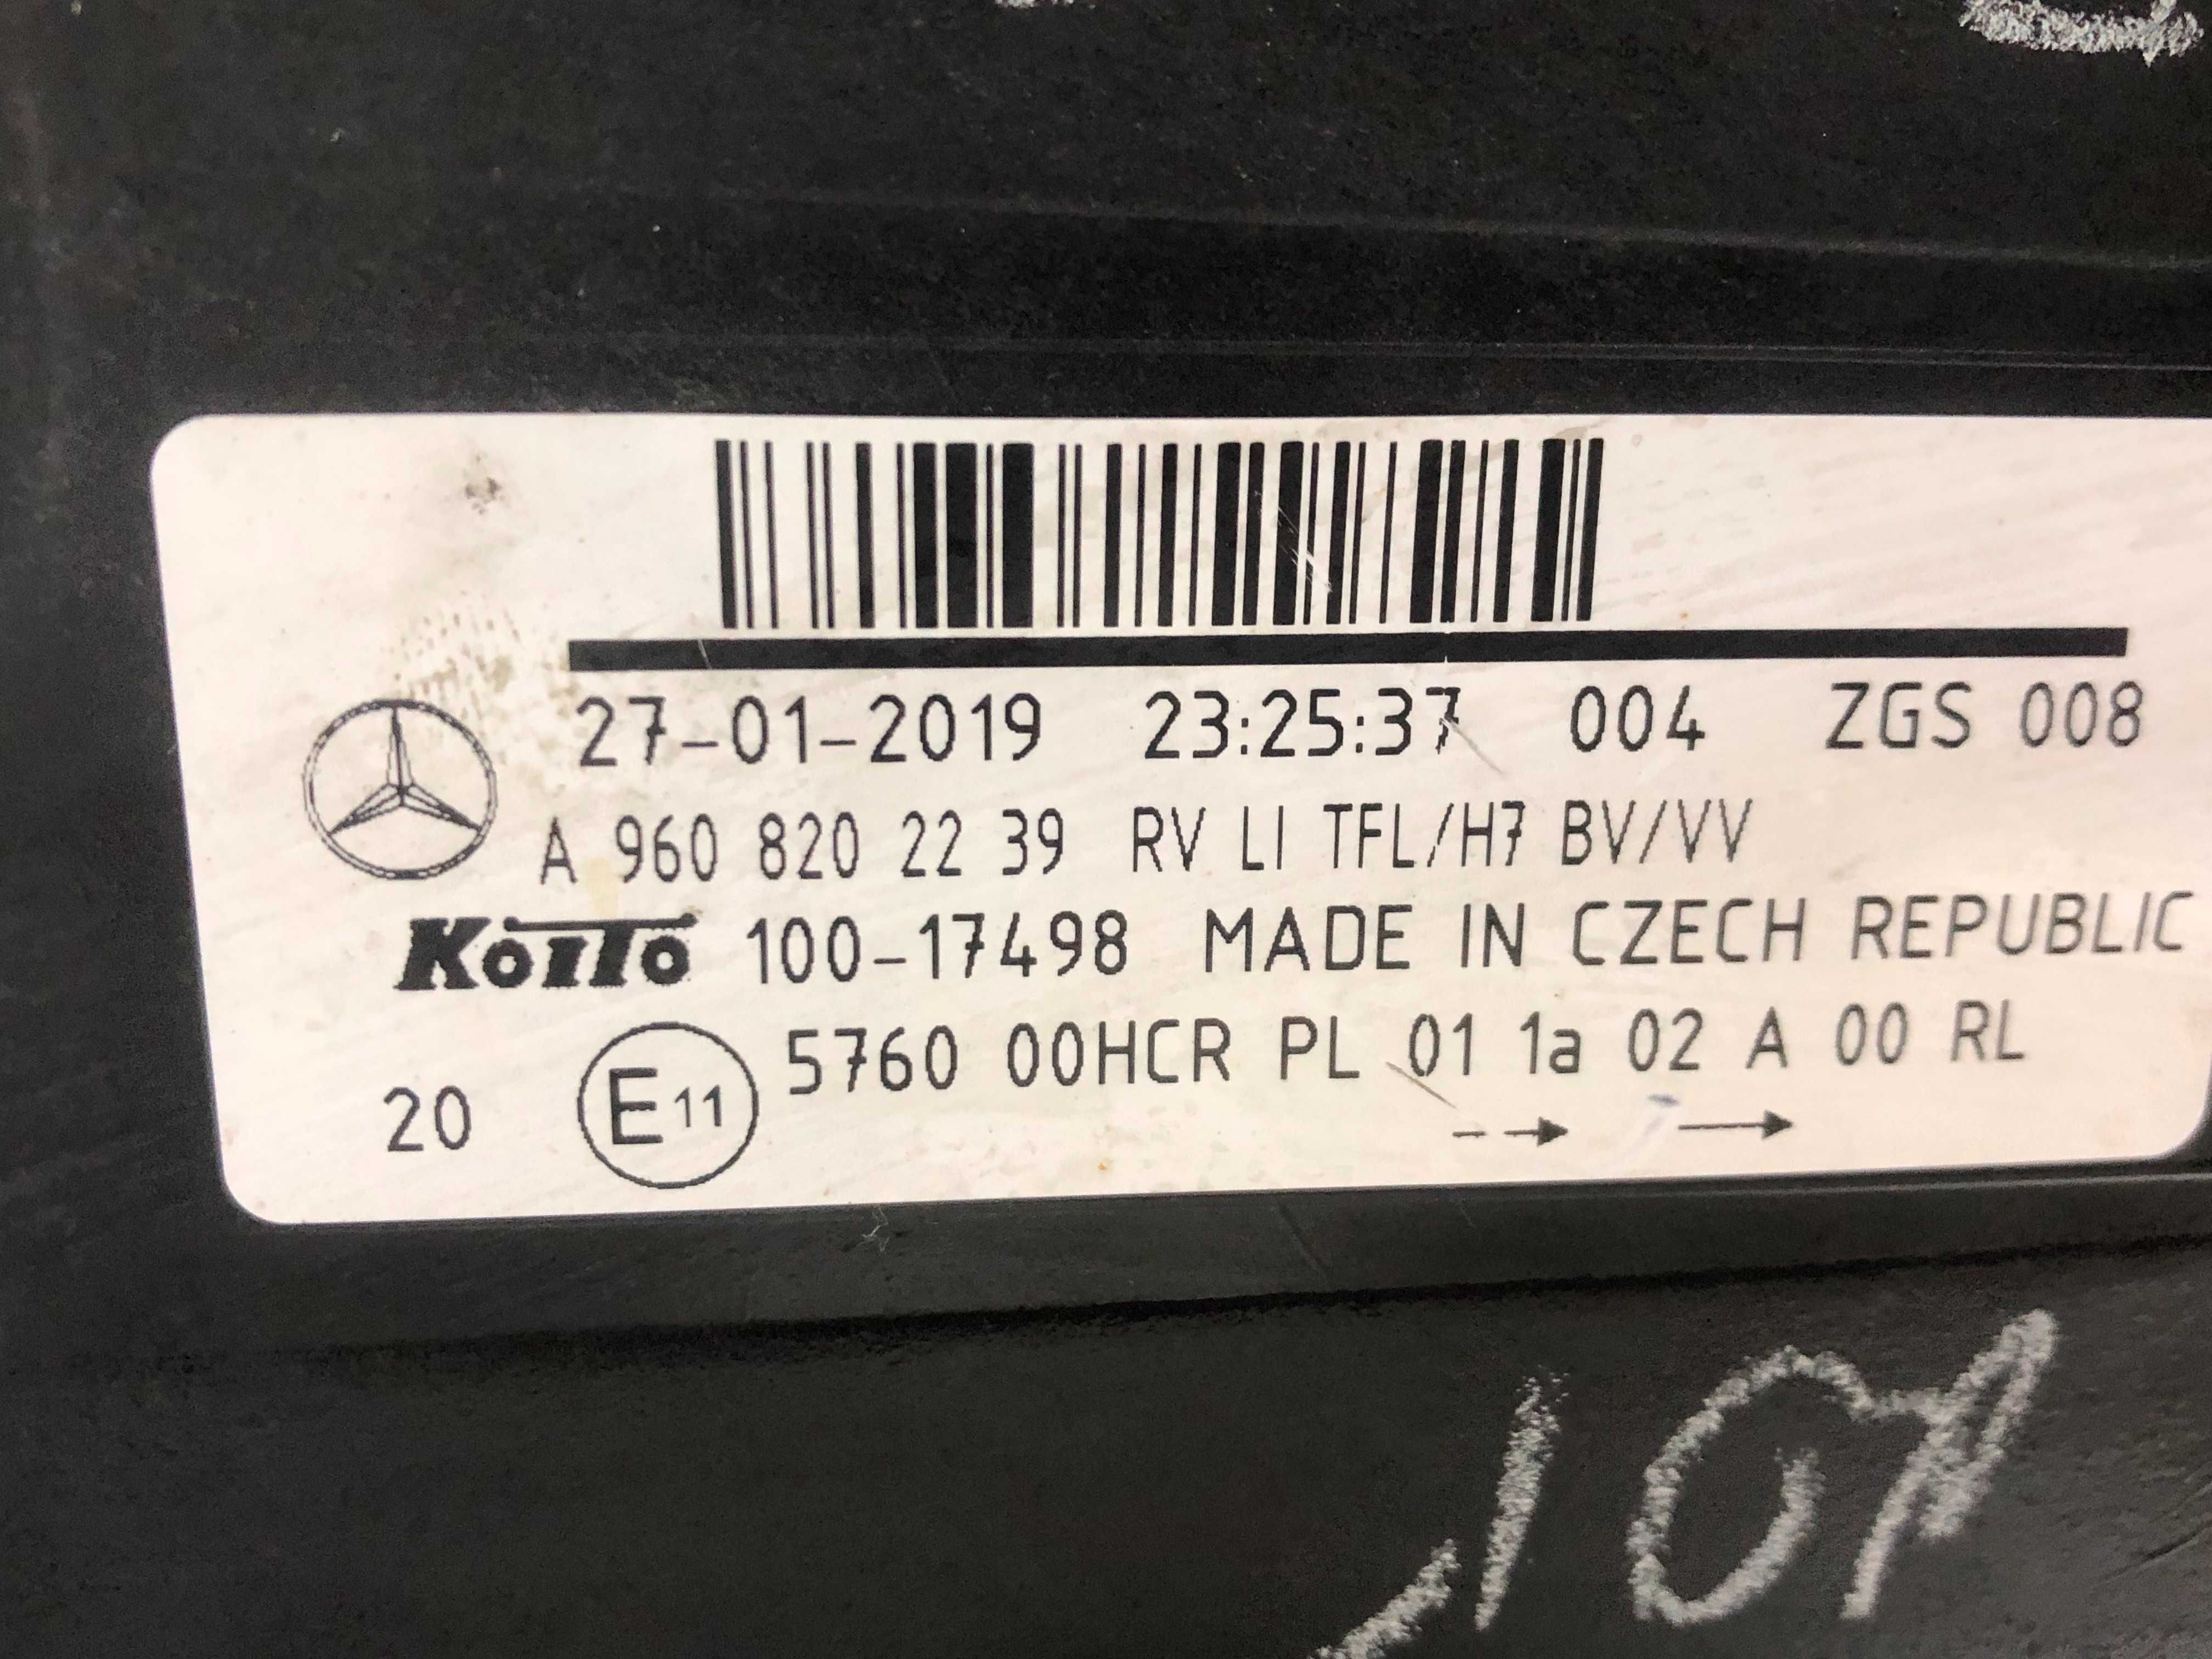 27-01-2019 23:25:37 004 ZGS 008
A 960 820 22 39 RV LI TFL/H7 BV/VV
KOITO 100-17498 MADE IN CZECH REPUBLIC
5760 00HCR PL 01 1a 02 A 00 RL
20 E11